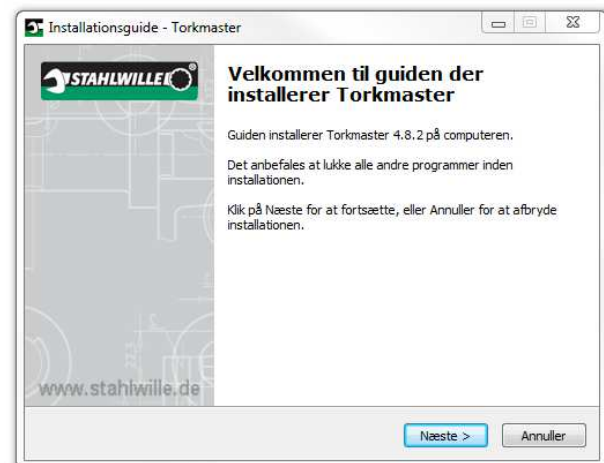 Installationsguide - Torkmaster
STAHLWILLE
Velkommen til guiden der
installerer Torkmaster
Guiden installerer Torkmaster 4.8.2 på computeren.
Det anbefales at lukke alle andre programmer inden
installationen.
Klik på Næste for at fortsætte, eller Annuller for at afbryde
installationen.
www.stahlwille.de
Næste >
Annuller